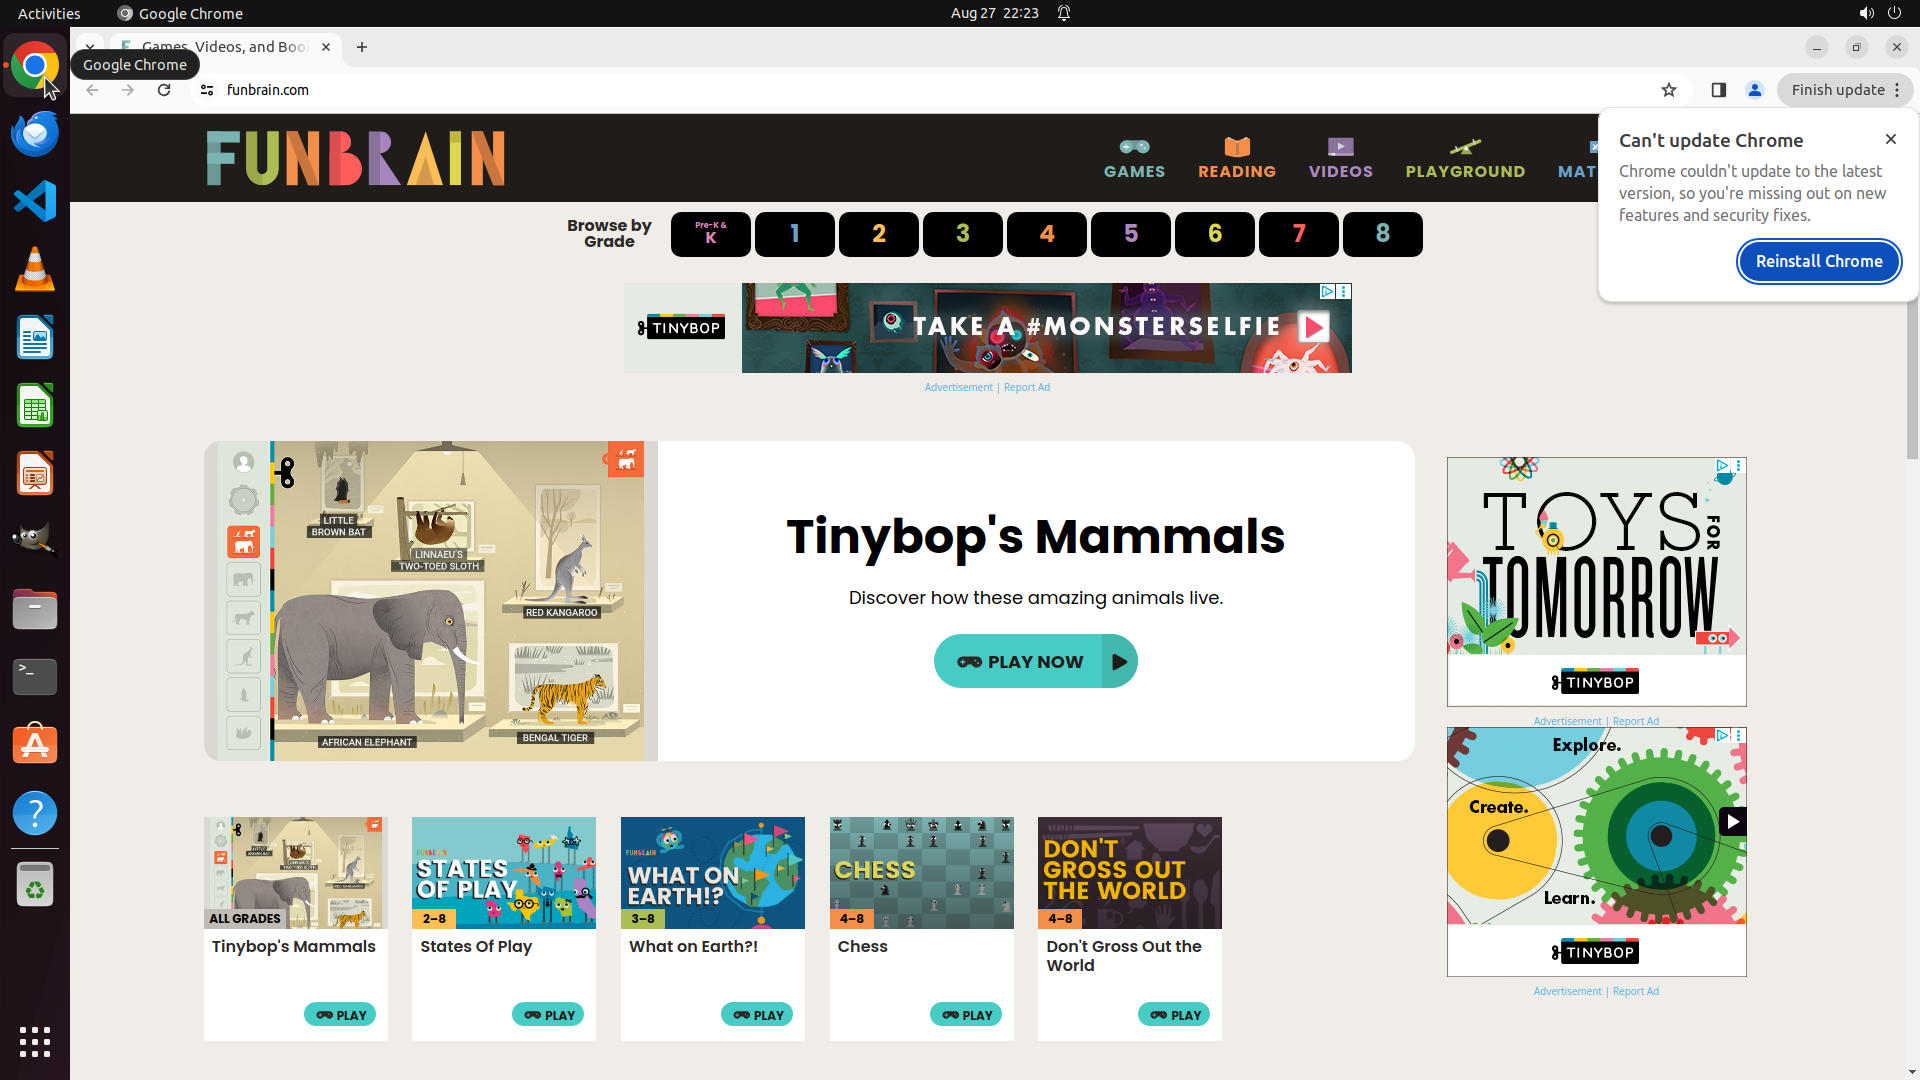 Activities
Google Chrome
Aug 27 22:23
Games, Videos, and Boo
Google Chrome
funbrain.com
Finish update
Can't update Chrome
Chrome couldn't update to the latest
version, so you're missing out on new
features and security fixes.
Reinstall Chrome
FUNBRAIN
GAMES
READING
VIDEOS
PLAYGROUND
MAT
Browse by
Grade
Pre-K &
K
1
2
3
4
5
6
7
8
TINYBOP
TAKE A #MONSTERSELFIE
Advertisement | Report Ad
LITTLE
BROWN BAT
LINNAEU'S
TWO-TOED SLOTH
RED KANGAROO
AFRICAN ELEPHANT
BENGAL TIGER
Tinybop's Mammals
Discover how these amazing animals live.
PLAY NOW
TOYS
FOR
TOMORROW
TINYBOP
Advertisement | Report Ad
Explore.
Create.
Learn.
TINYBOP
Advertisement | Report Ad
ALL GRADES
Tinybop's Mammals
PLAY
FUNBRAIN
STATES
OF PLAY
2–8
States Of Play
PLAY
FUNBRAIN
WHAT ON
EARTH!?
3–8
What on Earth?!
PLAY
CHESS
4–8
Chess
PLAY
DON'T
GROSS OUT
THE WORLD
4–8
Don't Gross Out the
World
PLAY